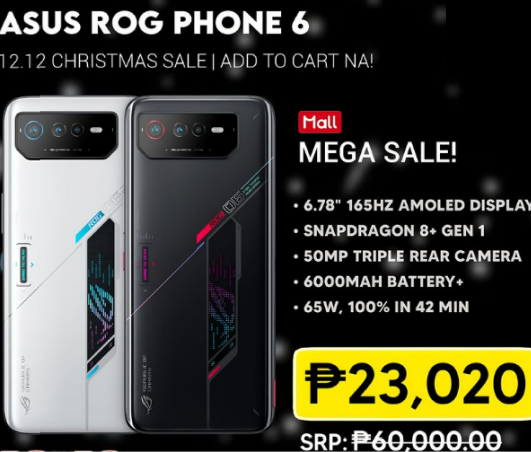 ASUS ROG PHONE 6
12.12 CHRISTMAS SALE | ADD TO CART NA!
Mall
MEGA SALE!
• 6.78" 165HZ AMOLED DISPLAY
• SNAPDRAGON 8+ GEN 1
• 50MP TRIPLE REAR CAMERA
• 6000MAH BATTERY+
• 65W, 100% IN 42 MIN
₱23,020
SRP: ₱60,000.00